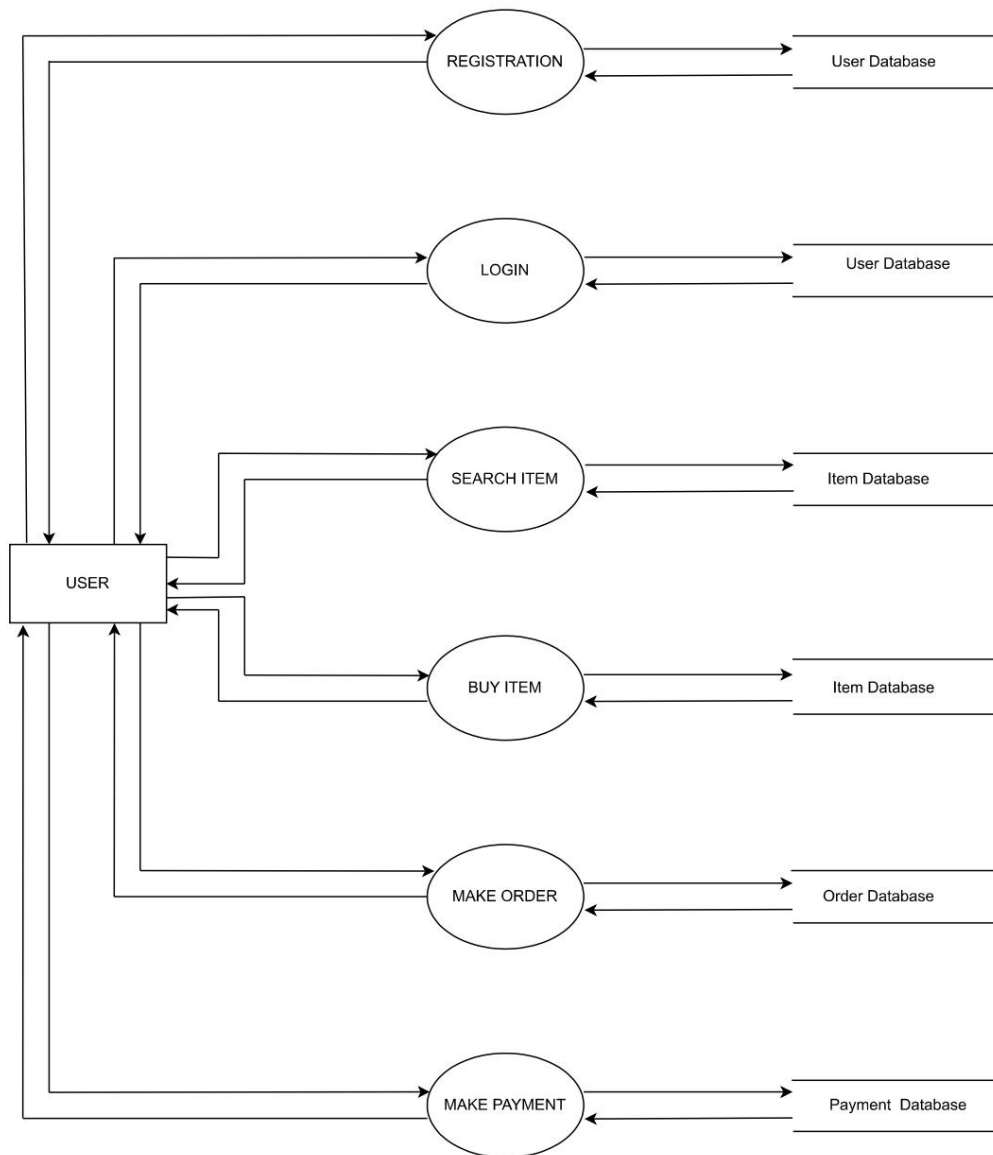 REGISTRATION
User Database
LOGIN
User Database
SEARCH ITEM
Item Database
USER
BUY ITEM
Item Database
MAKE ORDER
Order Database
MAKE PAYMENT
Payment Database